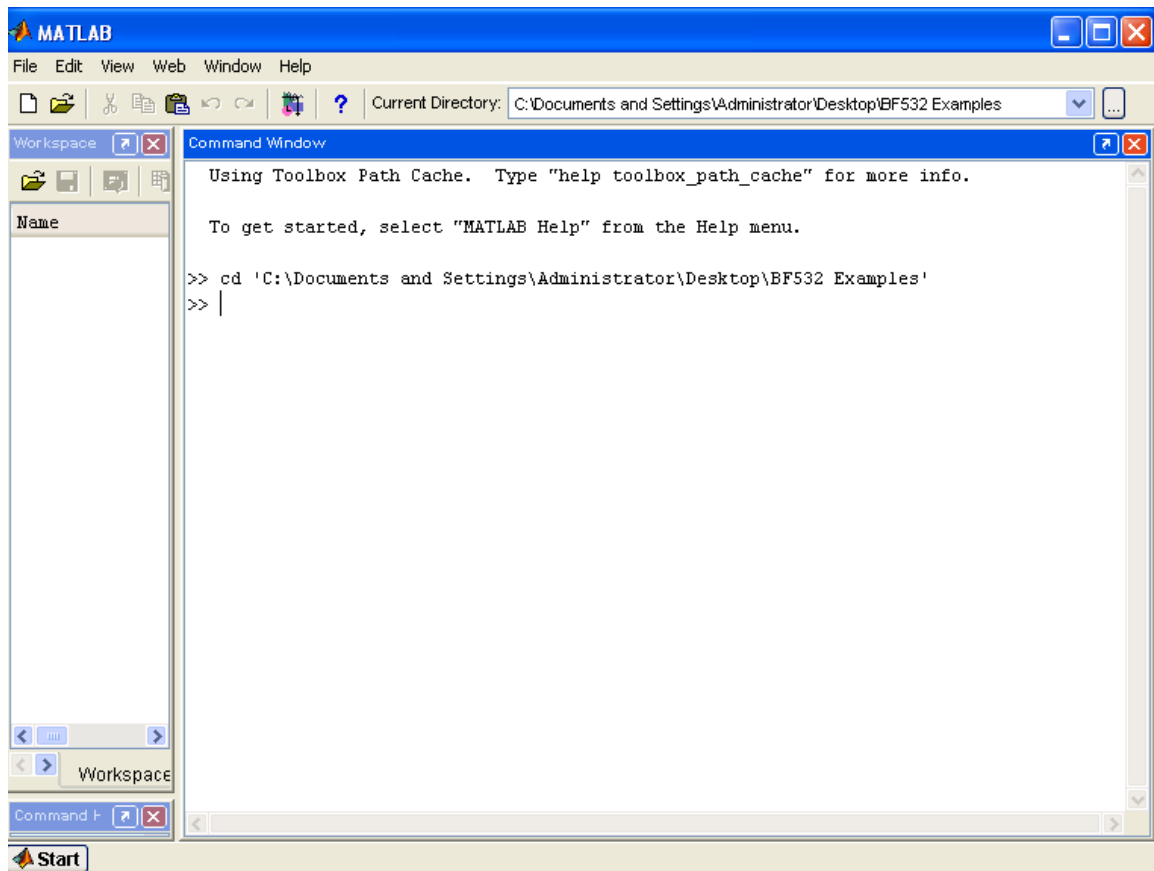 MATLAB
File Edit View Web Window Help
Current Directory: C:\Documents and Settings\Administrator\Desktop\BF532 Examples
...
Workspace
Name
Workspace
Command H
Command Window
Using Toolbox Path Cache. Type "help toolbox_path_cache" for more info.
To get started, select "MATLAB Help" from the Help menu.
>> cd 'C:\Documents and Settings\Administrator\Desktop\BF532 Examples'
>>
Start